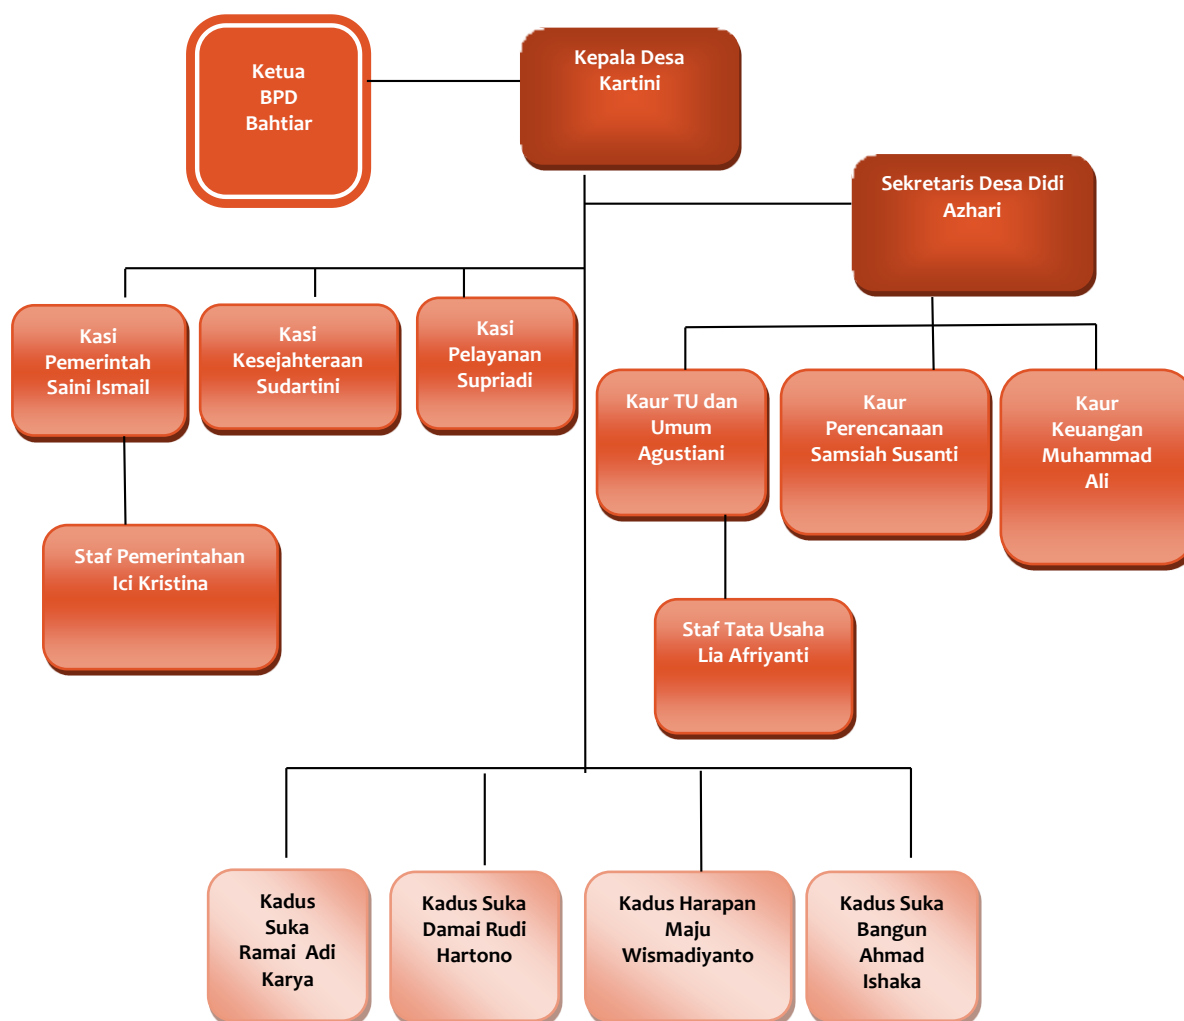 Ketua
BPD
Bahtiar
Kepala Desa
Kartini
Sekretaris Desa Didi
Azhari
Kasi
Pemerintah
Saini Ismail
Kasi
Kesejahteraan
Sudartini
Kasi
Pelayanan
Supriadi
Kaur TU dan
Umum
Agustiani
Kaur
Perencanaan
Samsiah Susanti
Kaur
Keuangan
Muhammad
Ali
Staf Pemerintahan
Ici Kristina
Staf Tata Usaha
Lia Afriyanti
Kadus
Suka
Ramai Adi
Karya
Kadus Suka
Damai Rudi
Hartono
Kadus Harapan
Maju
Wismadiyanto
Kadus Suka
Bangun
Ahmad
Ishaka